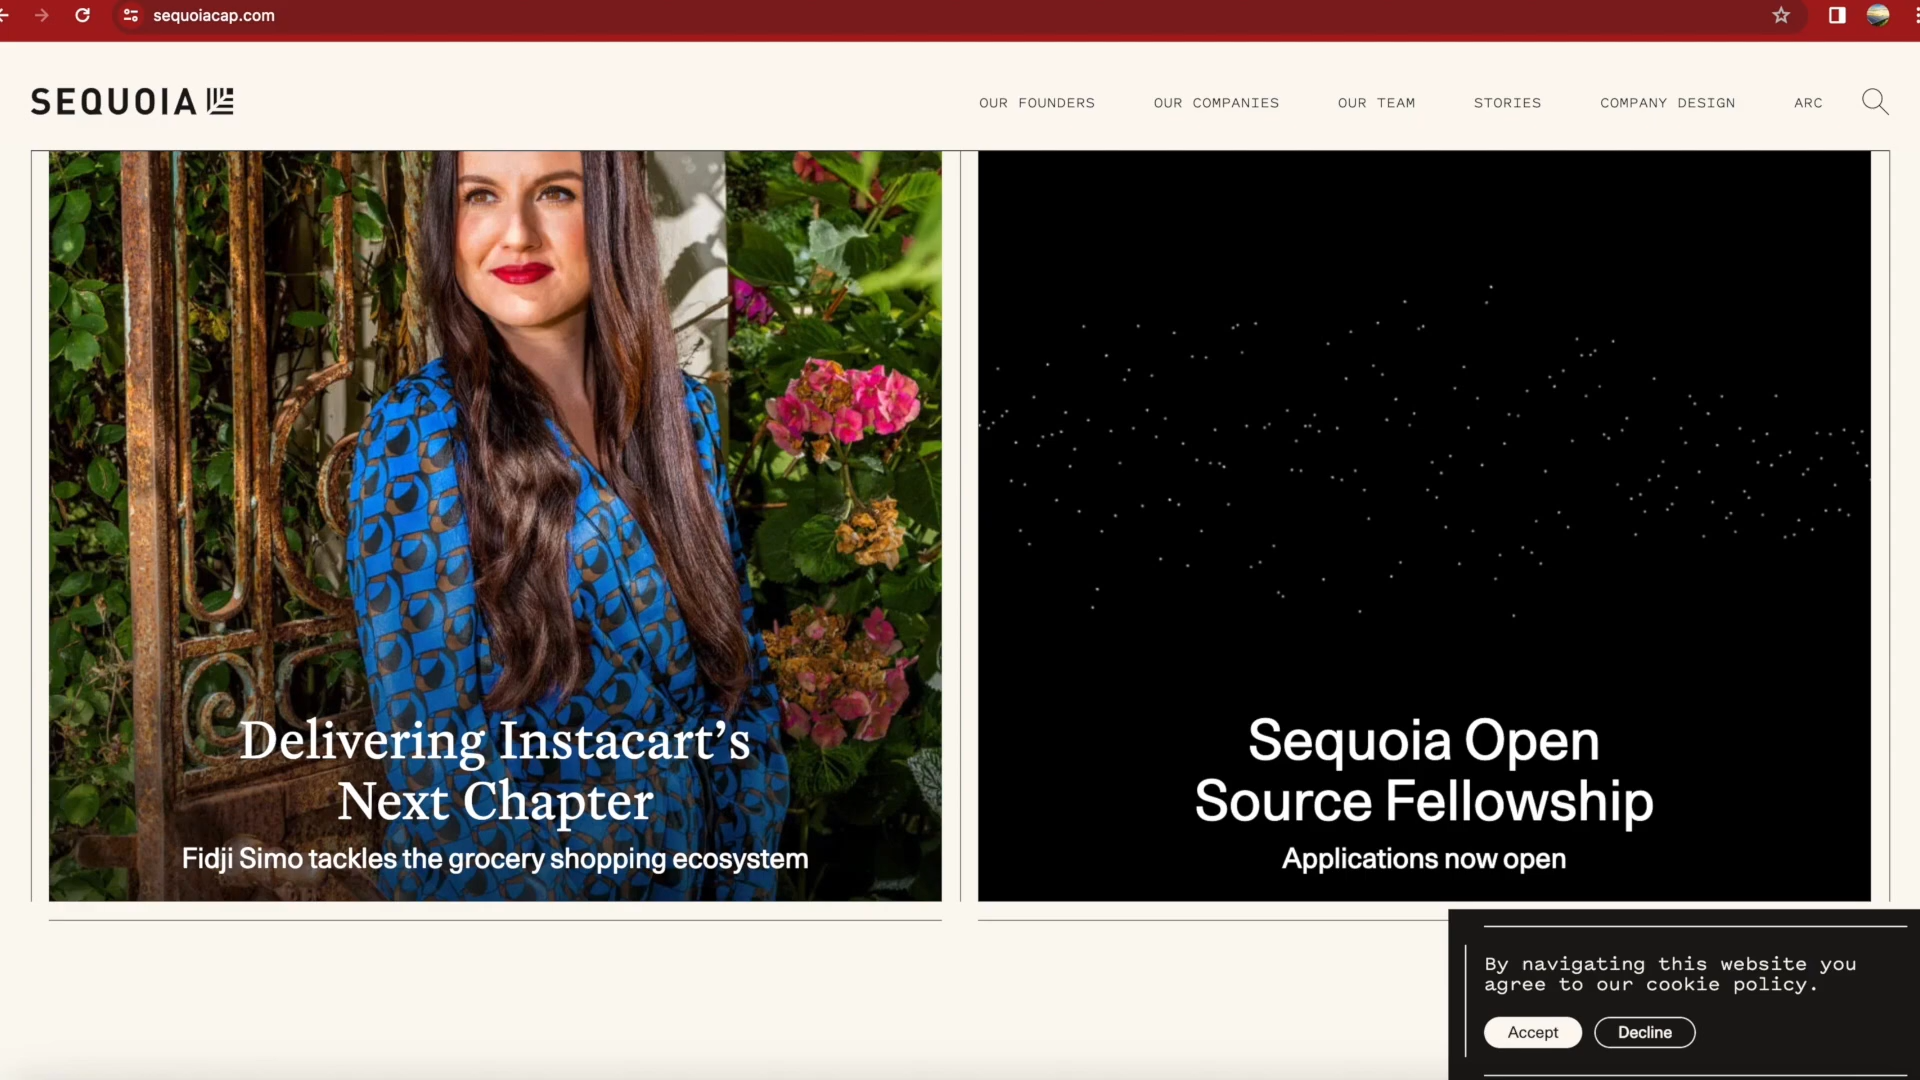 sequoiacap.com
SEQUOIA
OUR FOUNDERS
OUR COMPANIES
OUR TEAM
STORIES
COMPANY DESIGN
ARC
Delivering Instacart’s
Next Chapter
Fidji Simo tackles the grocery shopping ecosystem
Sequoia Open
Source Fellowship
Applications now open
By navigating this website you
agree to our cookie policy.
Accept
Decline